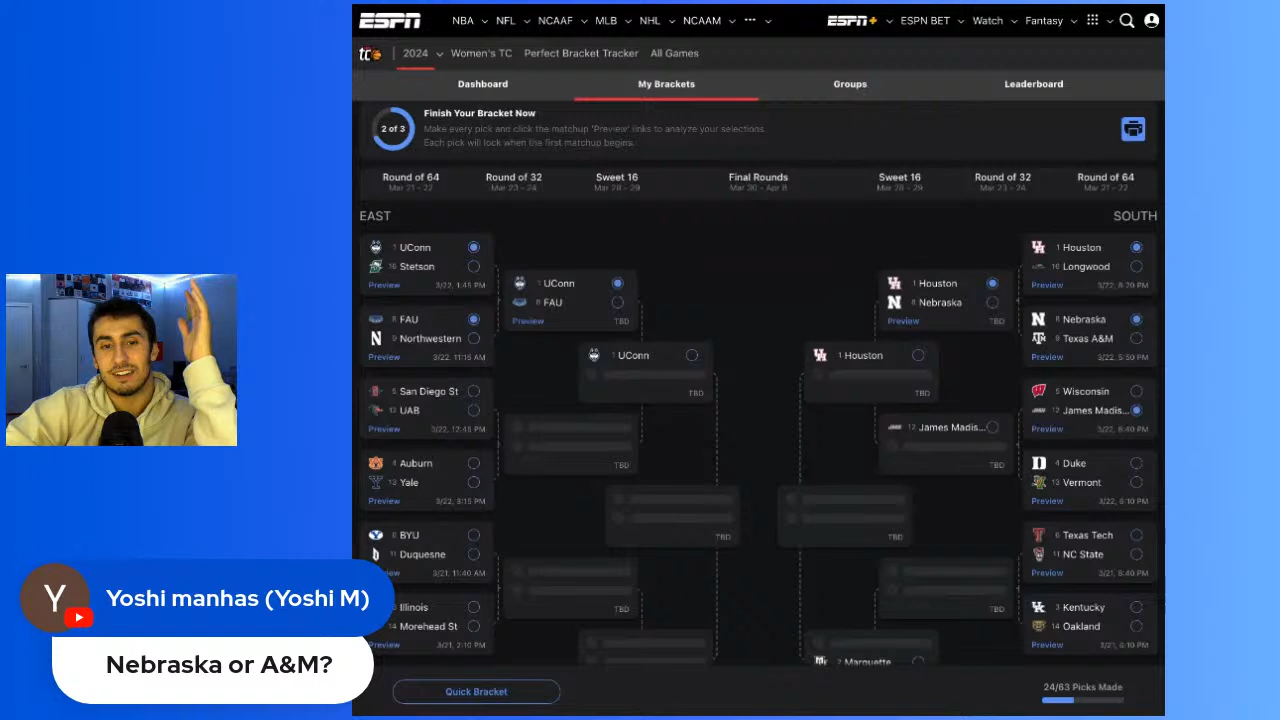 ESPN NBA NFL NCAAF MLB NHL NCAAM ••• ESPN+ ESPN BET Watch Fantasy
tc 2024 Women's TC Perfect Bracket Tracker All Games
Dashboard My Brackets Groups Leaderboard
2 of 3
Finish Your Bracket Now
Make every pick and click the matchup 'Preview' links to analyze your selections.
Each pick will lock when the first matchup begins.
Round of 64 Round of 32 Sweet 16 Final Rounds Sweet 16 Round of 32 Round of 64
Mar 21 - 22 Mar 23 - 24 Mar 28 - 29 Mar 30 - Apr 8 Mar 28 - 29 Mar 23 - 24 Mar 21 - 22
EAST SOUTH
1 UConn
16 Stetson
Preview 3/22, 1:45 PM
8 FAU
9 Northwestern
Preview 3/22, 11:15 AM
5 San Diego St
12 UAB
Preview 3/22, 12:45 PM
4 Auburn
13 Yale
Preview 3/22, 3:15 PM
6 BYU
11 Duquesne
3/21, 11:40 AM
Illinois
14 Morehead St
Preview 3/21, 2:10 PM
1 UConn
8 FAU
Preview TBD
1 UConn
TBD
TBD
TBD
TBD
1 Houston
8 Nebraska
Preview TBD
1 Houston
TBD
12 James Madis...
TBD
TBD
TBD
2 Marquette
1 Houston
16 Longwood
Preview 3/22, 8:20 PM
8 Nebraska
9 Texas A&M
Preview 3/22, 5:50 PM
5 Wisconsin
12 James Madis...
Preview 3/22, 8:40 PM
4 Duke
13 Vermont
Preview 3/22, 6:10 PM
6 Texas Tech
11 NC State
Preview 3/21, 8:40 PM
3 Kentucky
14 Oakland
Preview 3/21, 6:10 PM
Y Yoshi manhas (Yoshi M)
Nebraska or A&M?
Quick Bracket
24/63 Picks Made